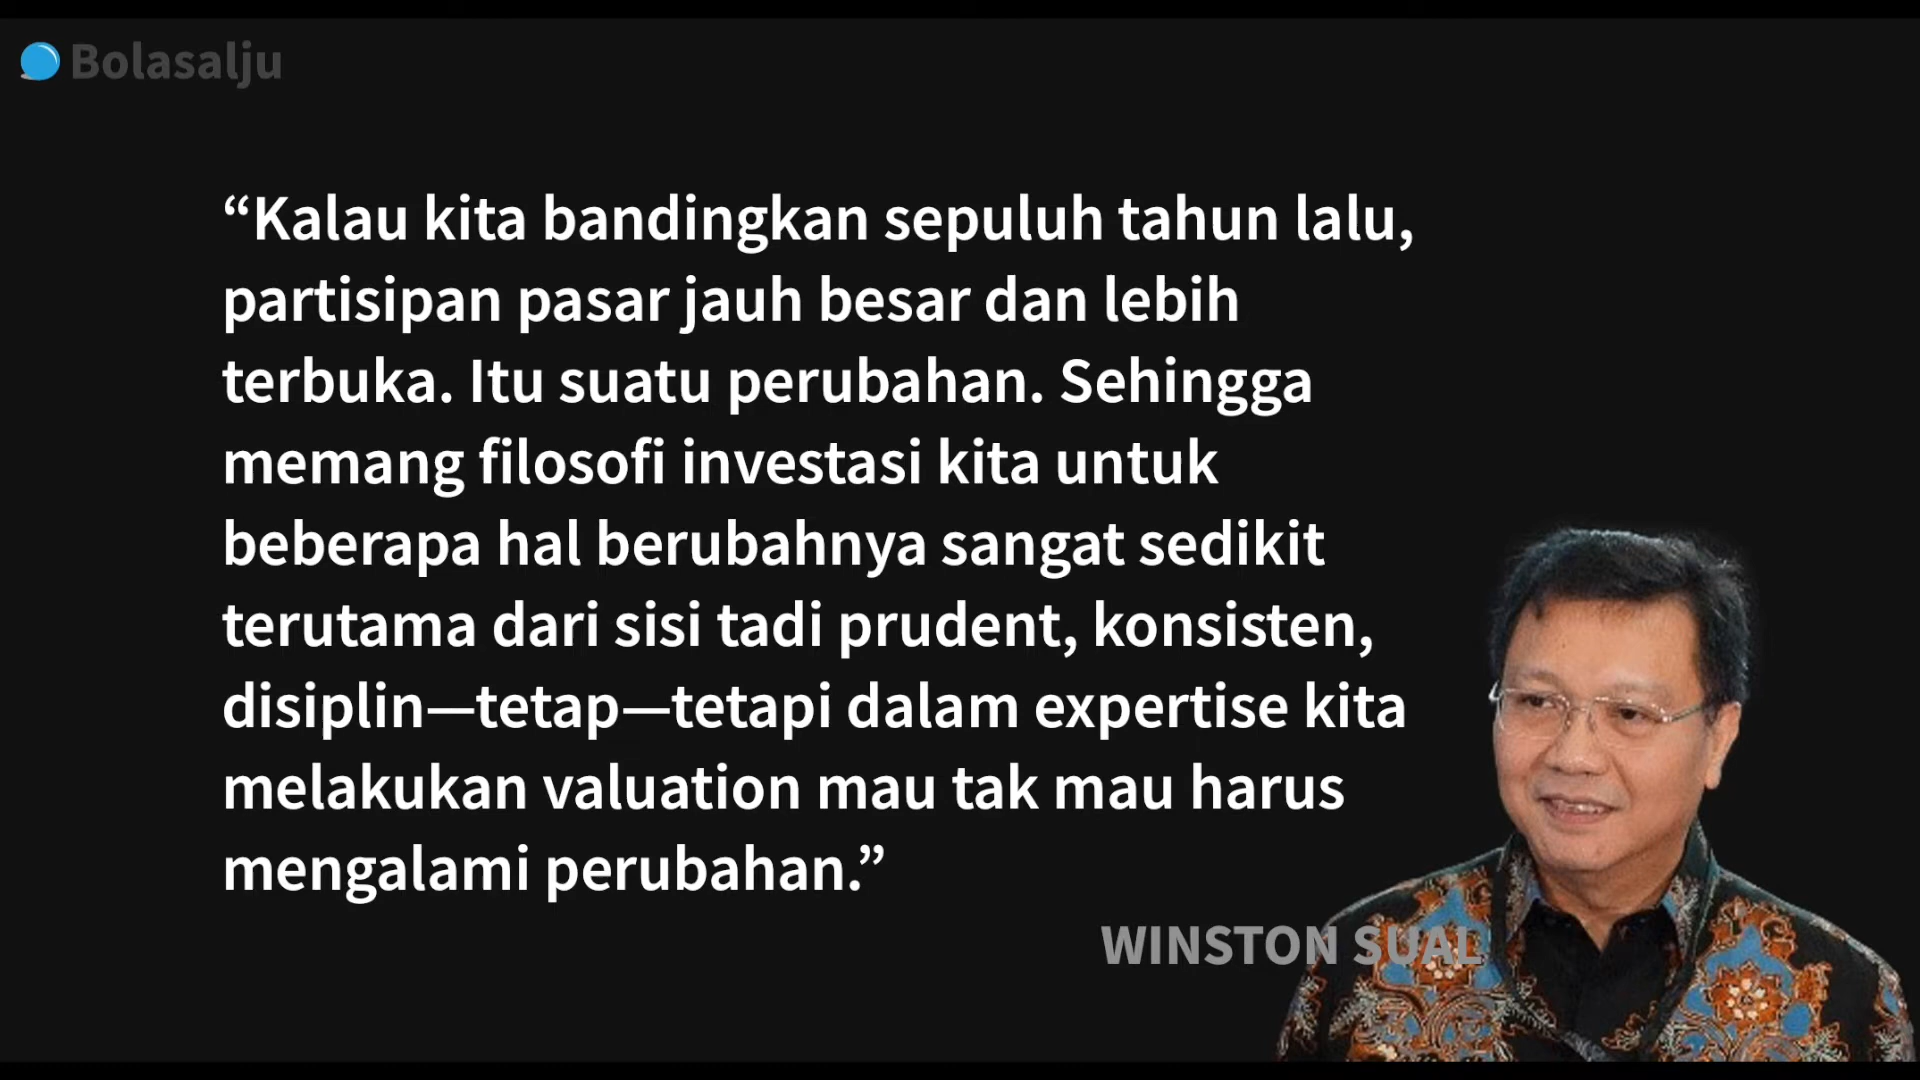 Bolasalju
“Kalau kita bandingkan sepuluh tahun lalu,
partisipan pasar jauh besar dan lebih
terbuka. Itu suatu perubahan. Sehingga
memang filosofi investasi kita untuk
beberapa hal berubahnya sangat sedikit
terutama dari sisi tadi prudent, konsisten,
disiplin—tetap—tetapi dalam expertise kita
melakukan valuation mau tak mau harus
mengalami perubahan.”
WINSTON SUAL